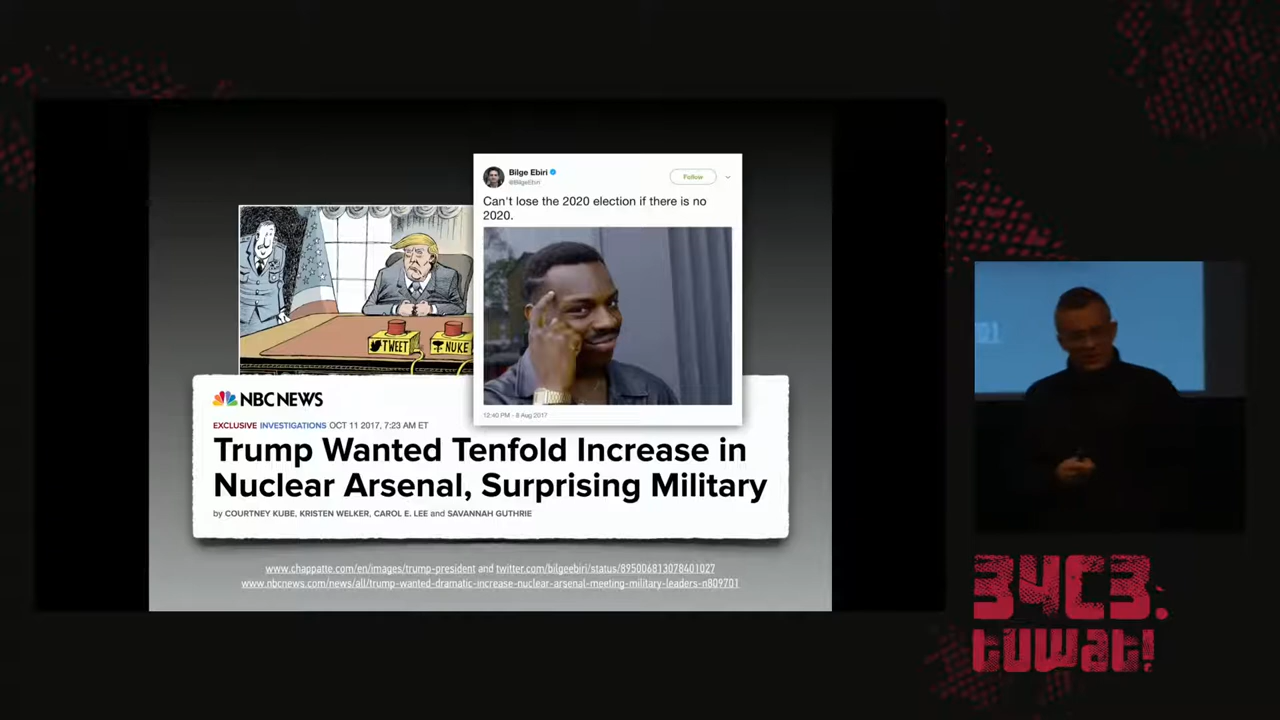 Bilge Ebiri
@BilgeEbiri
Follow
Can't lose the 2020 election if there is no
2020.
TWEET
NUKE
12:40 PM - 8 Aug 2017
NBC NEWS
EXCLUSIVE INVESTIGATIONS OCT 11 2017, 7:23 AM ET
Trump Wanted Tenfold Increase in
Nuclear Arsenal, Surprising Military
by COURTNEY KUBE, KRISTEN WELKER, CAROL E. LEE and SAVANNAH GUTHRIE
www.chappatte.com/en/images/trump-president and twitter.com/bilgeebiri/status/895006813078401027
www.nbcnews.com/news/all/trump-wanted-dramatic-increase-nuclear-arsenal-meeting-military-leaders-n809701
34C3.
tuwat!